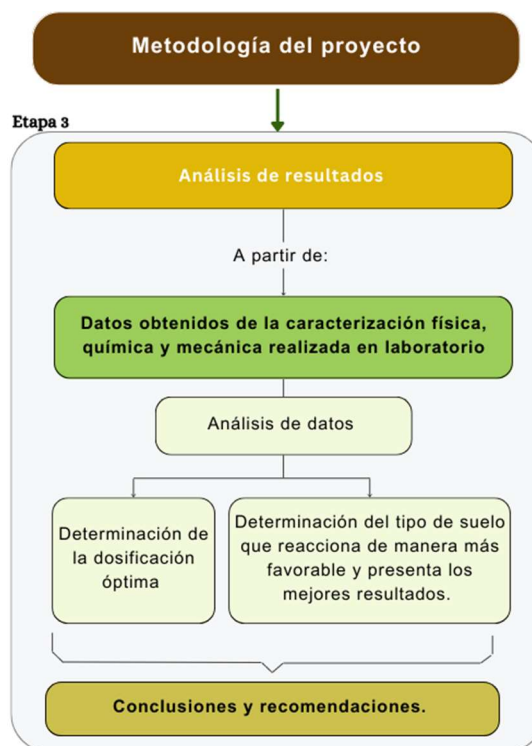 Metodología del proyecto
Etapa 3
Análisis de resultados
A partir de:
Datos obtenidos de la caracterización física,
química y mecánica realizada en laboratorio
Análisis de datos
Determinación de
la dosificación
óptima
Determinación del tipo de suelo
que reacciona de manera más
favorable y presenta los
mejores resultados.
Conclusiones y recomendaciones.